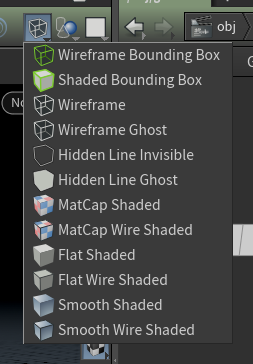 obj
Wireframe Bounding Box
Shaded Bounding Box
Wireframe
Wireframe Ghost
Hidden Line Invisible
Hidden Line Ghost
MatCap Shaded
MatCap Wire Shaded
Flat Shaded
Flat Wire Shaded
Smooth Shaded
Smooth Wire Shaded